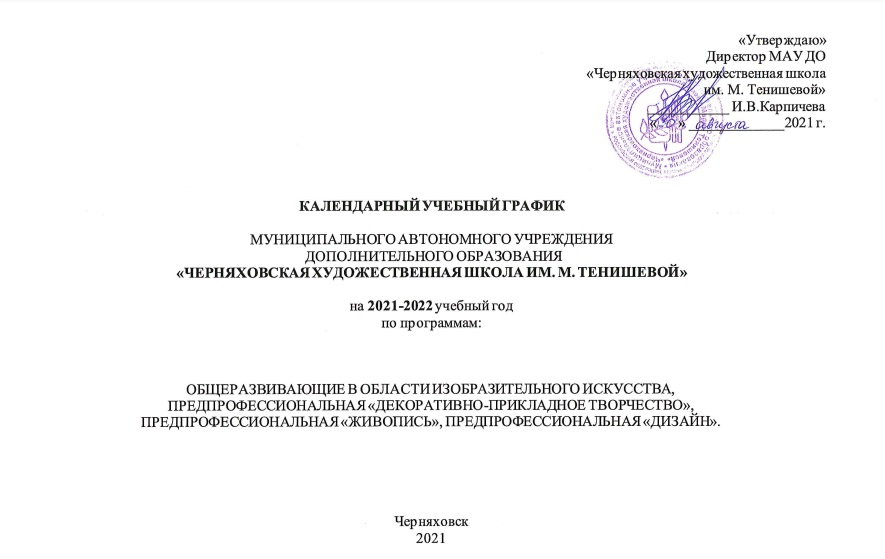 «Утверждаю»
Директор МАУ ДО
«Черняховская художественная школа
им. М. Тенишевой»
____________ И.В.Карпичева
« » августа 2021 г.
КАЛЕНДАРНЫЙ УЧЕБНЫЙ ГРАФИК
МУНИЦИПАЛЬНОГО АВТОНОМНОГО УЧРЕЖДЕНИЯ
ДОПОЛНИТЕЛЬНОГО ОБРАЗОВАНИЯ
«ЧЕРНЯХОВСКАЯ ХУДОЖЕСТВЕННАЯ ШКОЛА ИМ. М. ТЕНИШЕВОЙ»
на 2021-2022 учебный год
по программам:
ОБЩЕРАЗВИВАЮЩИЕ В ОБЛАСТИ ИЗОБРАЗИТЕЛЬНОГО ИСКУССТВА,
ПРЕДПРОФЕССИОНАЛЬНАЯ «ДЕКОРАТИВНО-ПРИКЛАДНОЕ ТВОРЧЕСТВО»,
ПРЕДПРОФЕССИОНАЛЬНАЯ «ЖИВОПИСЬ», ПРЕДПРОФЕССИОНАЛЬНАЯ «ДИЗАЙН».
Черняховск
2021